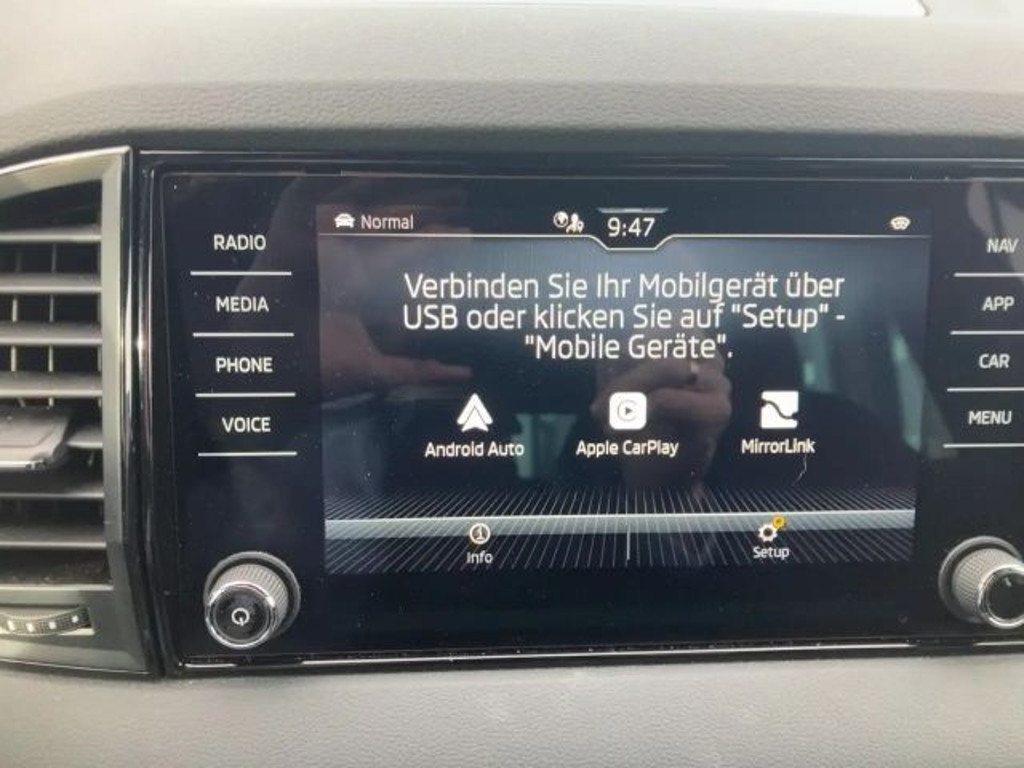 Normal
9:47
RADIO
MEDIA
PHONE
VOICE
Verbinden Sie Ihr Mobilgerät über
USB oder klicken Sie auf "Setup" -
"Mobile Geräte".
Android Auto
Apple CarPlay
MirrorLink
Info
Setup
NAV
APP
CAR
MENU